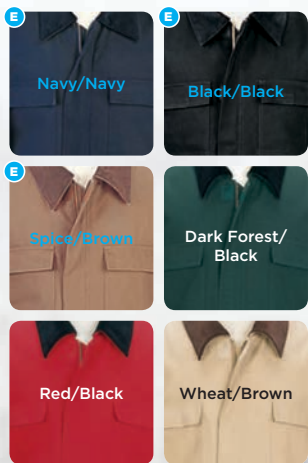 E
Navy/Navy
E
Black/Black
E
Spice/Brown
Dark Forest/
Black
Red/Black
Wheat/Brown